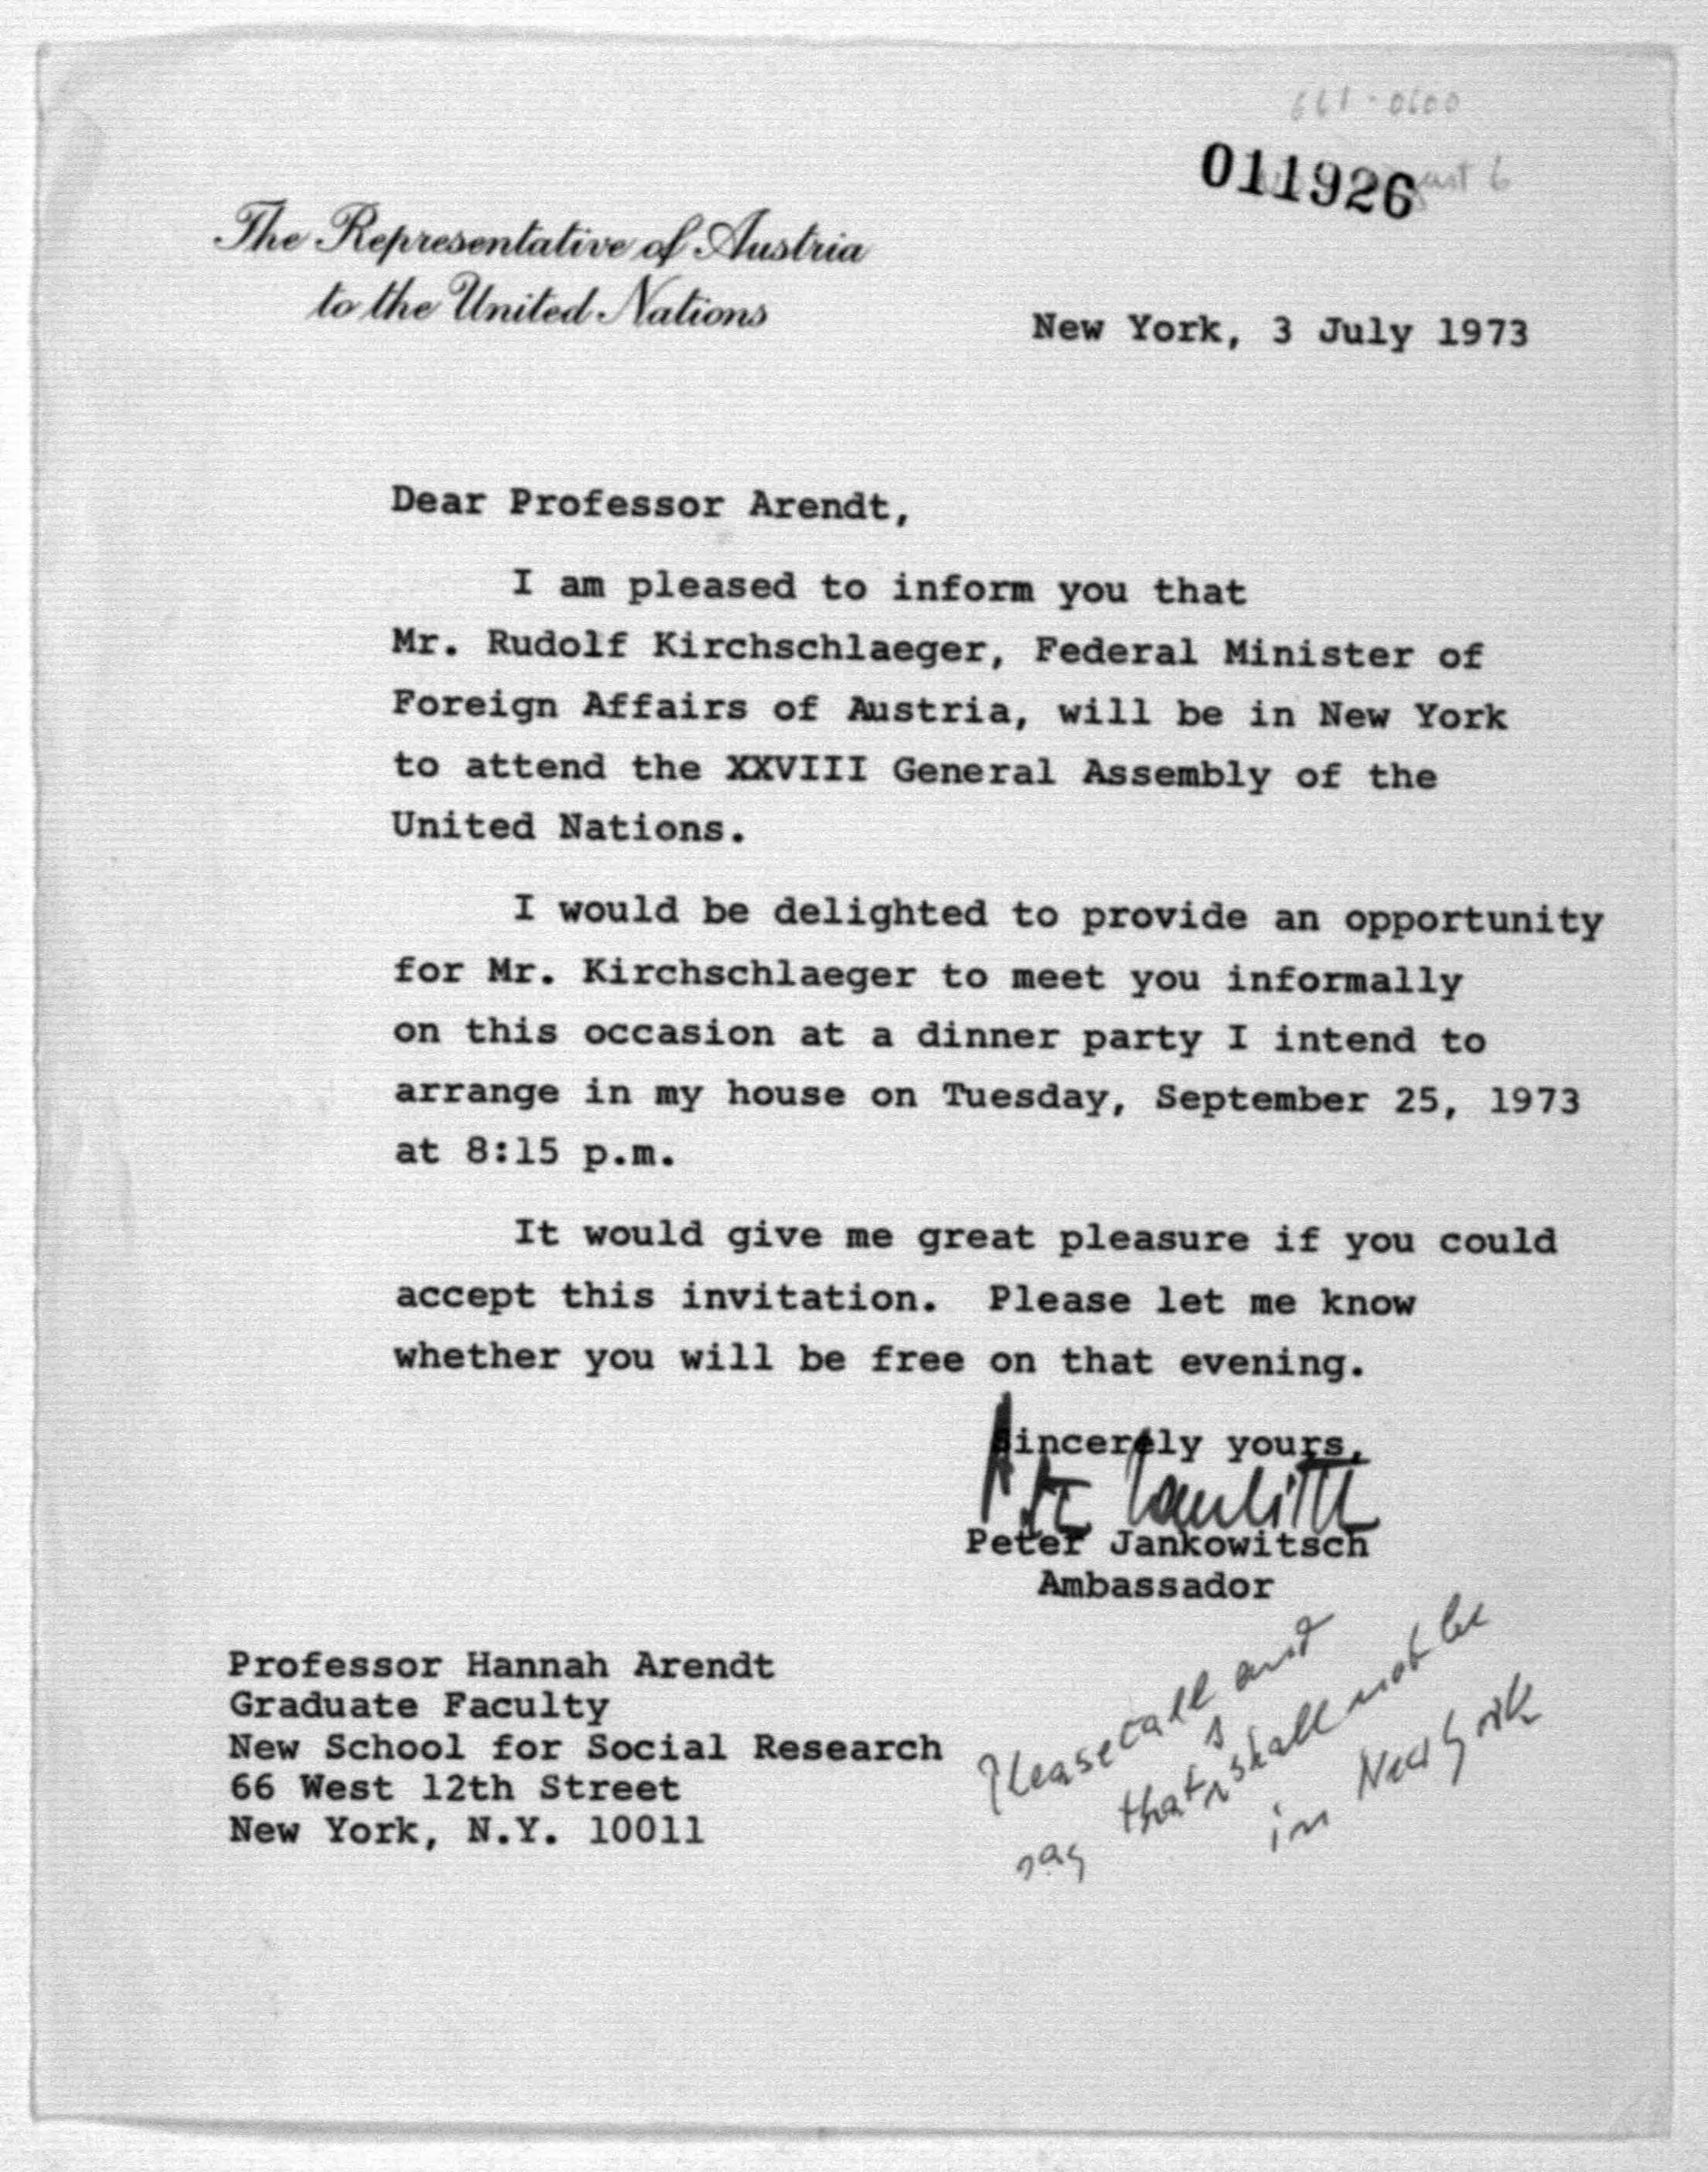 661-0600
011926
The Representative of Austria
to the United Nations
New York, 3 July 1973
Dear Professor Arendt,
I am pleased to inform you that
Mr. Rudolf Kirchschlaeger, Federal Minister of
Foreign Affairs of Austria, will be in New York
to attend the XXVIII General Assembly of the
United Nations.
I would be delighted to provide an opportunity
for Mr. Kirchschlaeger to meet you informally
on this occasion at a dinner party I intend to
arrange in my house on Tuesday, September 25, 1973
at 8:15 p.m.
It would give me great pleasure if you could
accept this invitation. Please let me know
whether you will be free on that evening.
Sincerely yours,
Peter Jankowitsch
Ambassador
Professor Hannah Arendt
Graduate Faculty
New School for Social Research
66 West 12th Street
New York, N.Y. 10011
Please call and
say that I shall not be
in New York